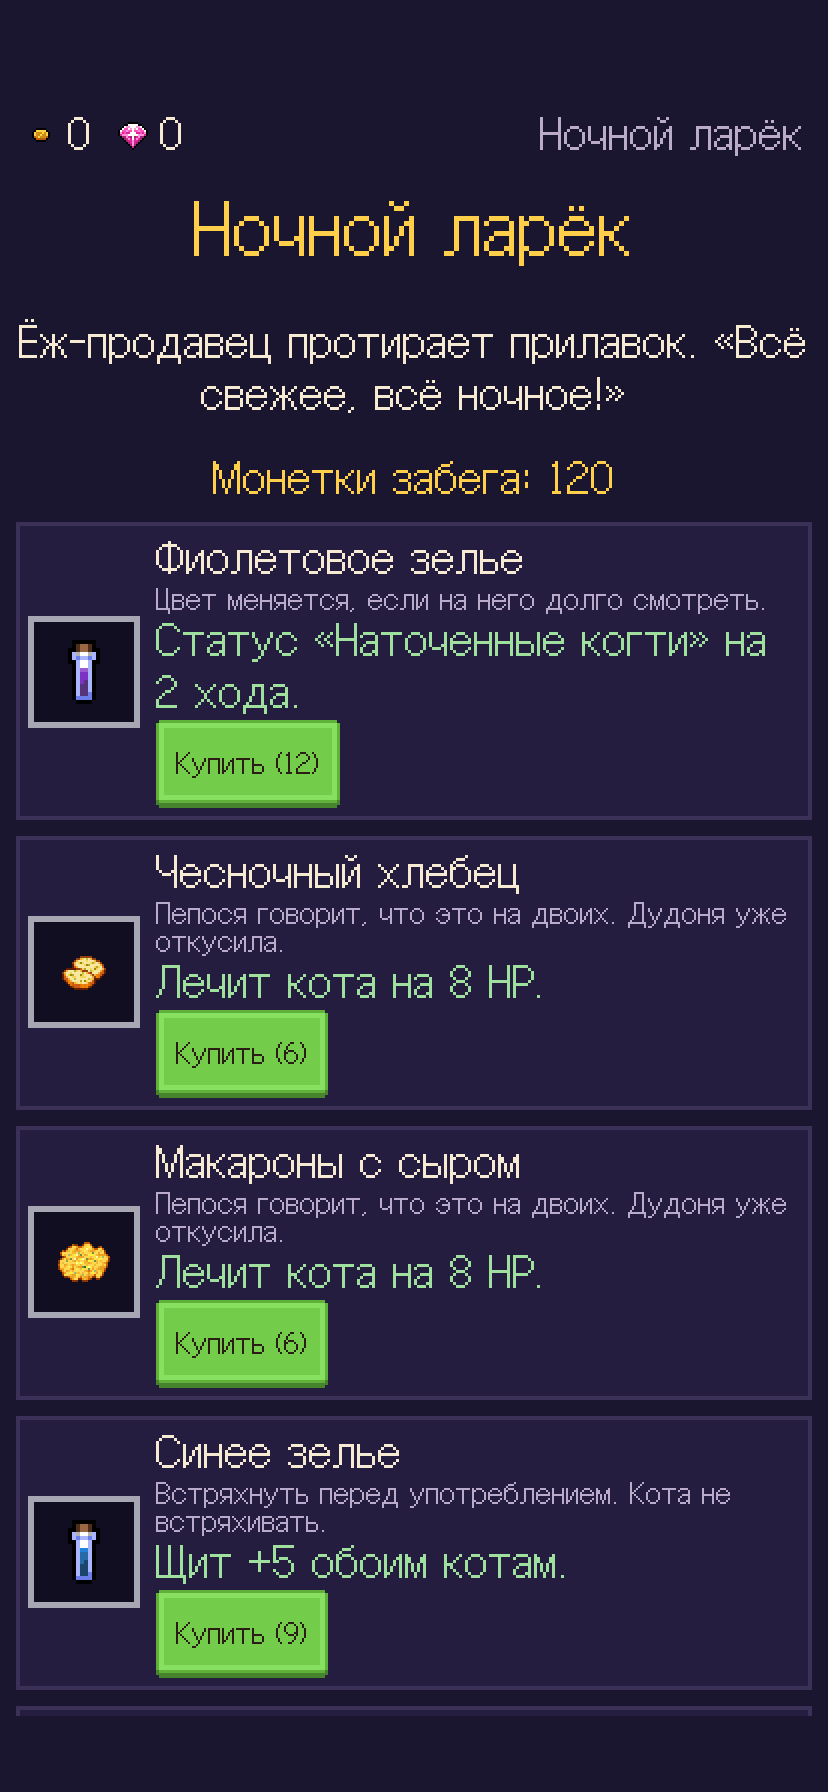 0 0 Ночной ларёк
Ночной ларёк
Ёж-продавец протирает прилавок. «Всё
свежее, всё ночное!»
Монетки забега: 120
Фиолетовое зелье
Цвет меняется, если на него долго смотреть.
Статус «Наточенные когти» на
2 хода.
Купить (12)
Чесночный хлебец
Пепося говорит, что это на двоих. Дудоня уже
откусила.
Лечит кота на 8 HP.
Купить (6)
Макароны с сыром
Пепося говорит, что это на двоих. Дудоня уже
откусила.
Лечит кота на 8 HP.
Купить (6)
Синее зелье
Встряхнуть перед употреблением. Кота не
встряхивать.
Щит +5 обоим котам.
Купить (9)